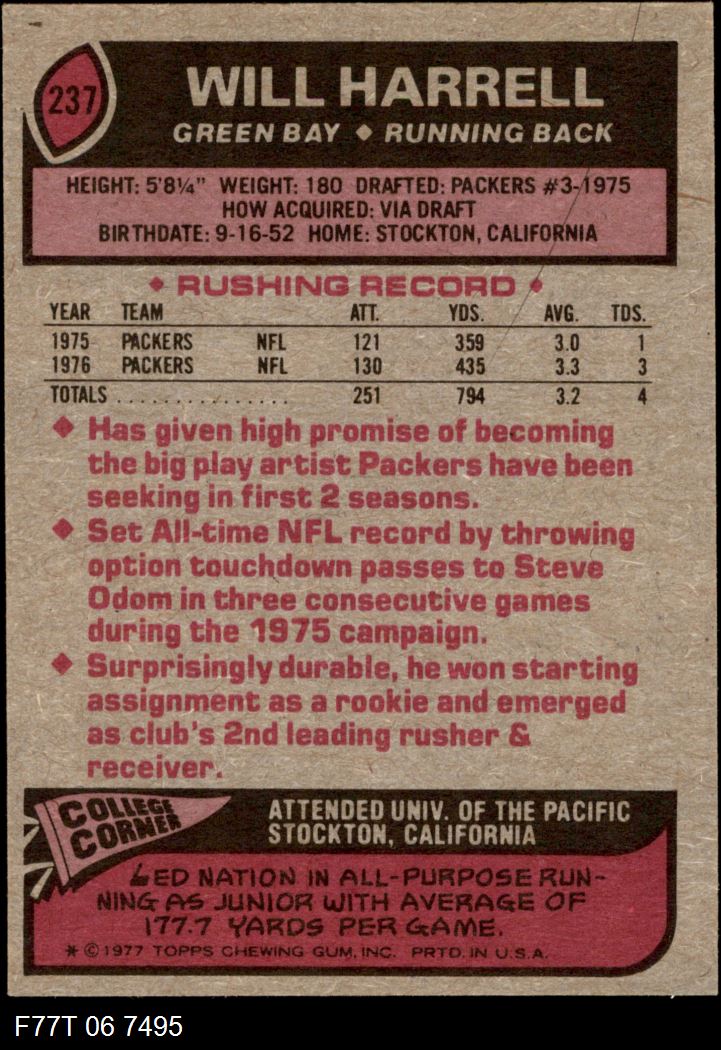 237
WILL HARRELL
GREEN BAY ◆ RUNNING BACK
HEIGHT: 5'8¼" WEIGHT: 180 DRAFTED: PACKERS #3-1975
HOW ACQUIRED: VIA DRAFT
BIRTHDATE: 9-16-52 HOME: STOCKTON, CALIFORNIA
◆ RUSHING RECORD ◆
YEAR TEAM ATT. YDS. AVG. TDS.
1975 PACKERS NFL 121 359 3.0 1
1976 PACKERS NFL 130 435 3.3 3
TOTALS . . . . . . . . . . . . . . . 251 794 3.2 4
◆ Has given high promise of becoming
the big play artist Packers have been
seeking in first 2 seasons.
◆ Set All-time NFL record by throwing
option touchdown passes to Steve
Odom in three consecutive games
during the 1975 campaign.
◆ Surprisingly durable, he won starting
assignment as a rookie and emerged
as club's 2nd leading rusher &
receiver.
COLLEGE
CORNER
ATTENDED UNIV. OF THE PACIFIC
STOCKTON, CALIFORNIA
LED NATION IN ALL-PURPOSE RUN-
NING AS JUNIOR WITH AVERAGE OF
177.7 YARDS PER GAME.
* © 1977 TOPPS CHEWING GUM, INC. PRTD. IN U.S.A.
F77T 06 7495